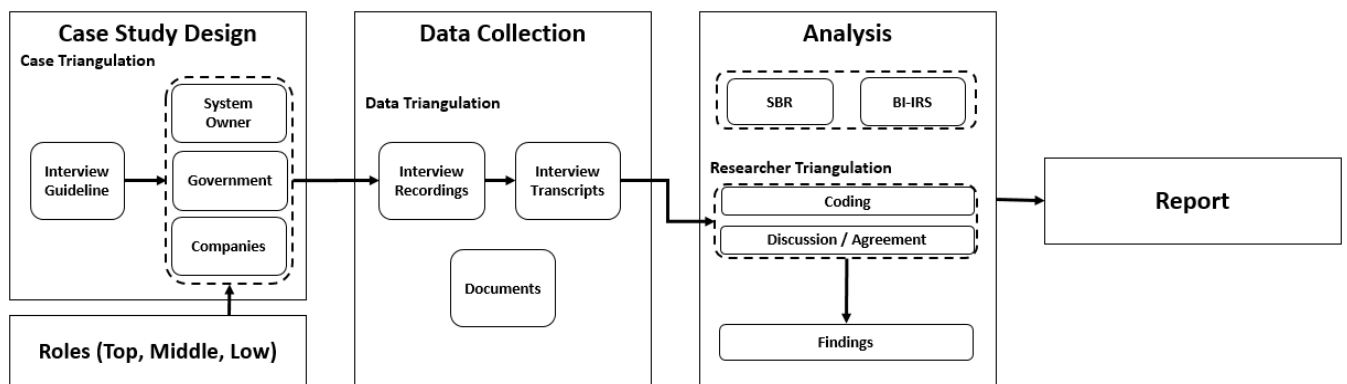 Case Study Design
Case Triangulation
System
Owner
Interview
Guideline
Government
Companies
Roles (Top, Middle, Low)
Data Collection
Data Triangulation
Interview
Recordings
Interview
Transcripts
Documents
Analysis
SBR
BI-IRS
Researcher Triangulation
Coding
Discussion / Agreement
Findings
Report